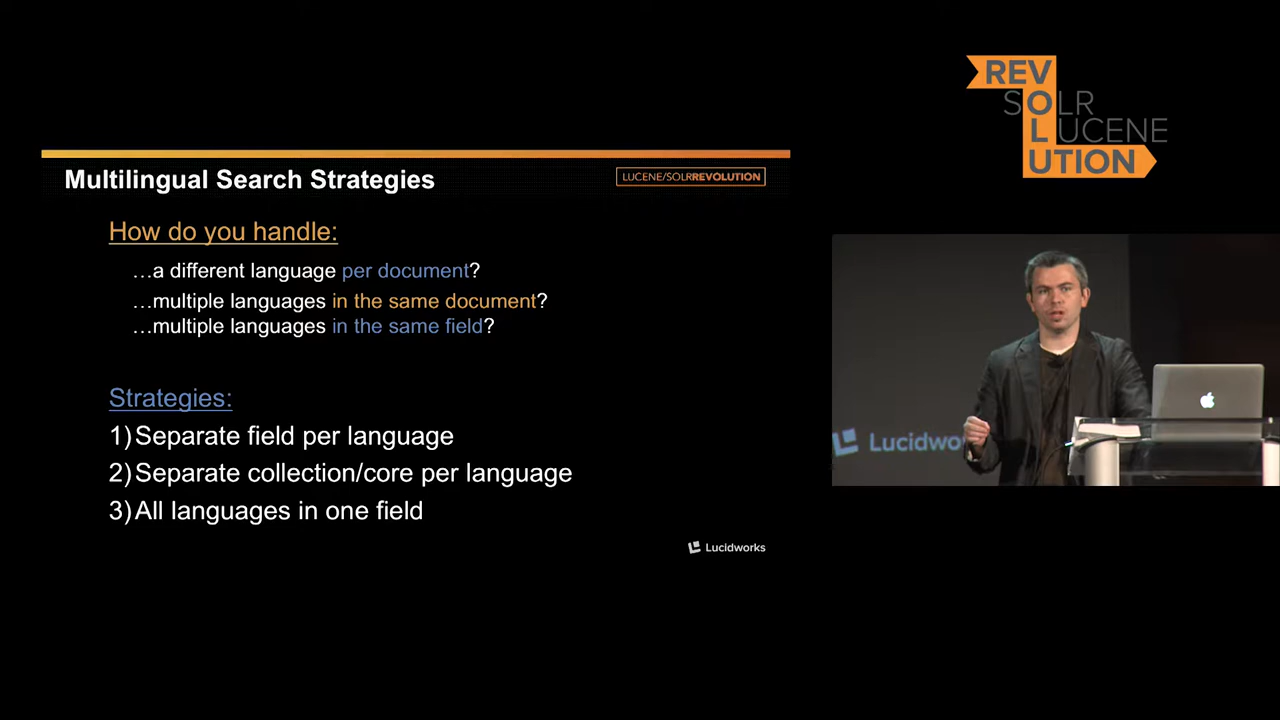 REV
SOLR
O
LUCENE
UTION
Multilingual Search Strategies
LUCENE/SOLRREVOLUTION
How do you handle:
…a different language per document?
…multiple languages in the same document?
…multiple languages in the same field?
Strategies:
1) Separate field per language
2) Separate collection/core per language
3) All languages in one field
Lucidworks
Lucidw